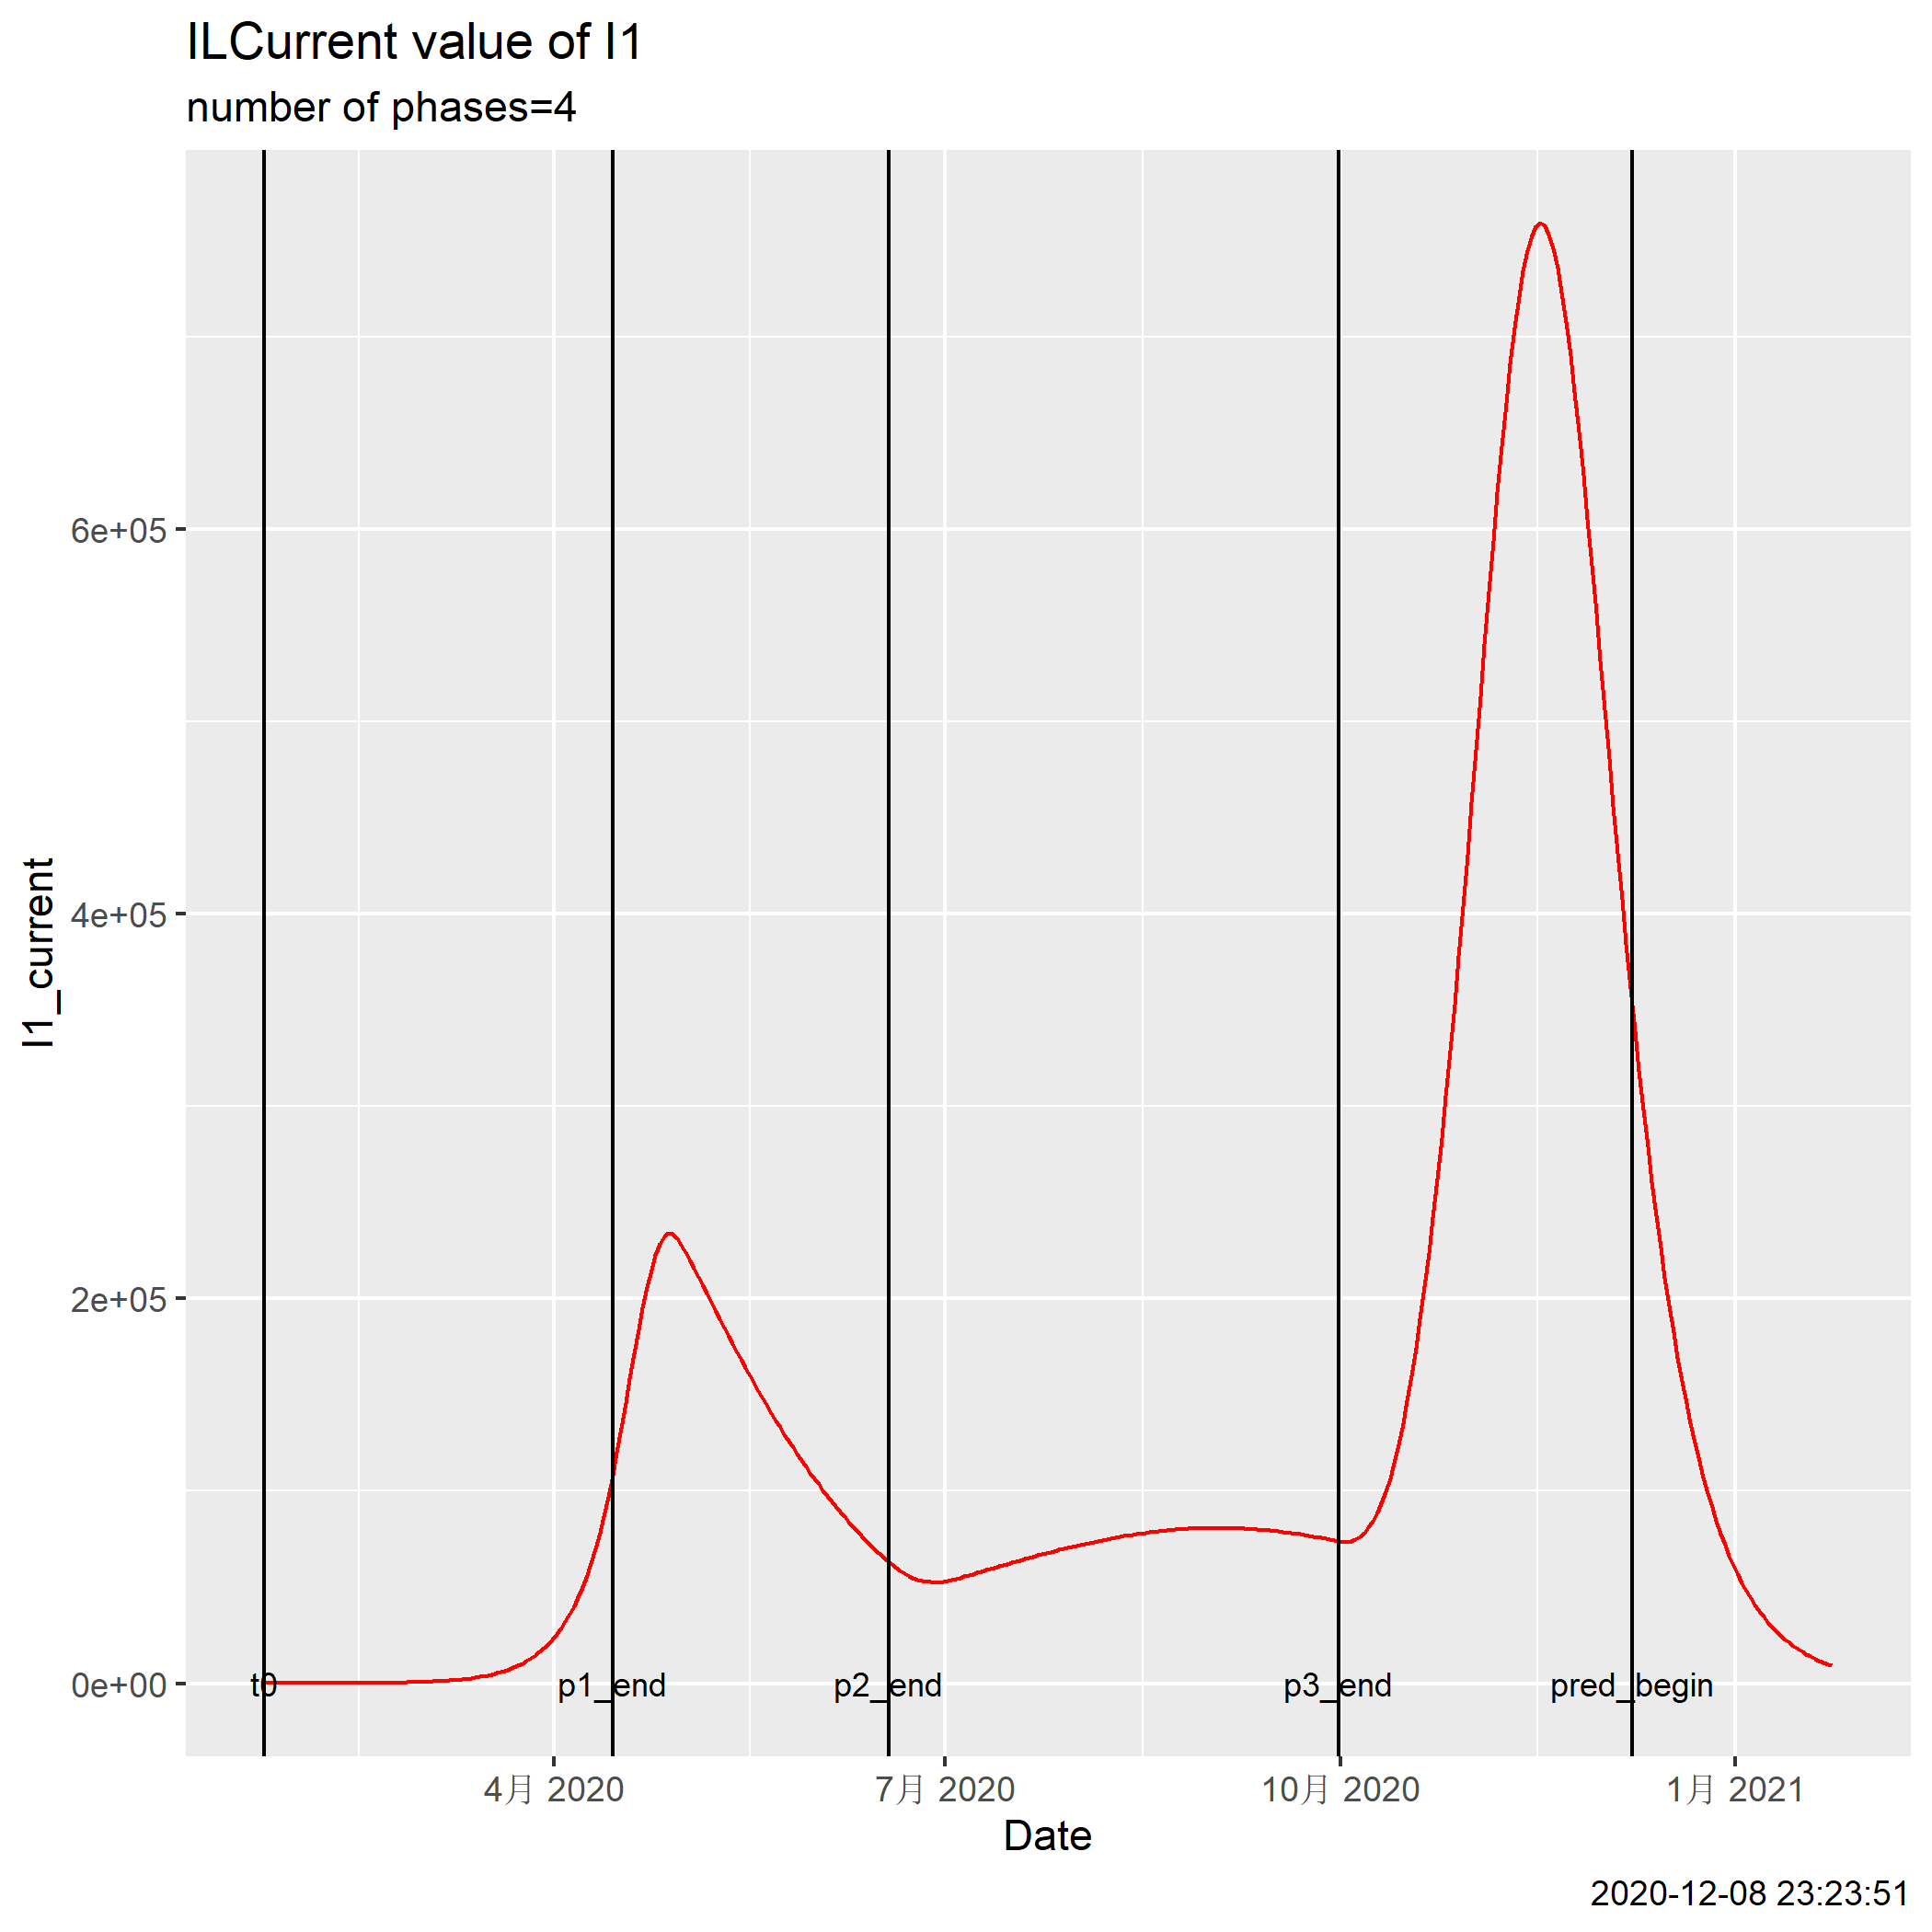 ILCurrent value of I1
number of phases=4
I1_current
6e+05
4e+05
2e+05
0e+00
t0
p1_end
p2_end
p3_end
pred_begin
4月 2020
7月 2020
10月 2020
1月 2021
Date
2020-12-08 23:23:51